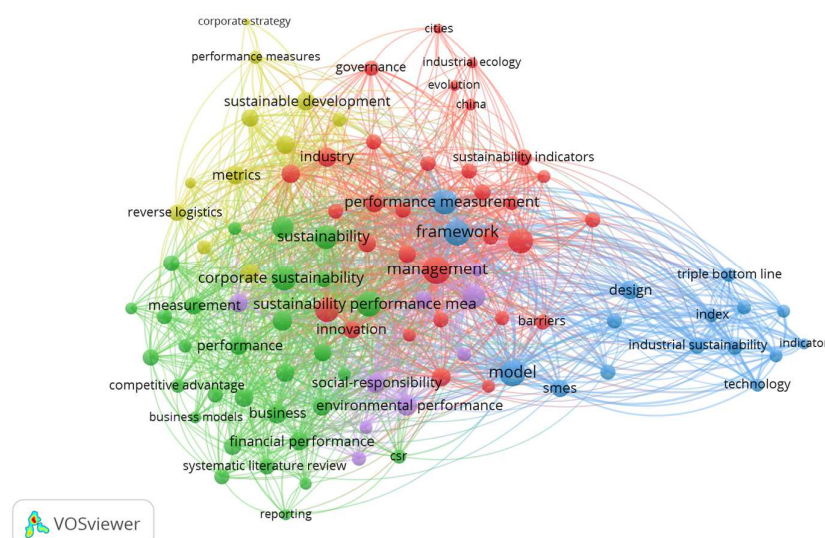 corporate strategy
cities
performance measures
governance
industrial ecology
evolution
sustainable development
china
industry
sustainability indicators
metrics
performance measurement
reverse logistics
framework
sustainability
management
corporate sustainability
triple bottom line
design
measurement
sustainability performance mea
index
barriers
innovation
performance
industrial sustainability
indicator
model
competitive advantage
social-responsibility
technology
smes
business models
business
environmental performance
financial performance
csr
systematic literature review
reporting
VOSviewer